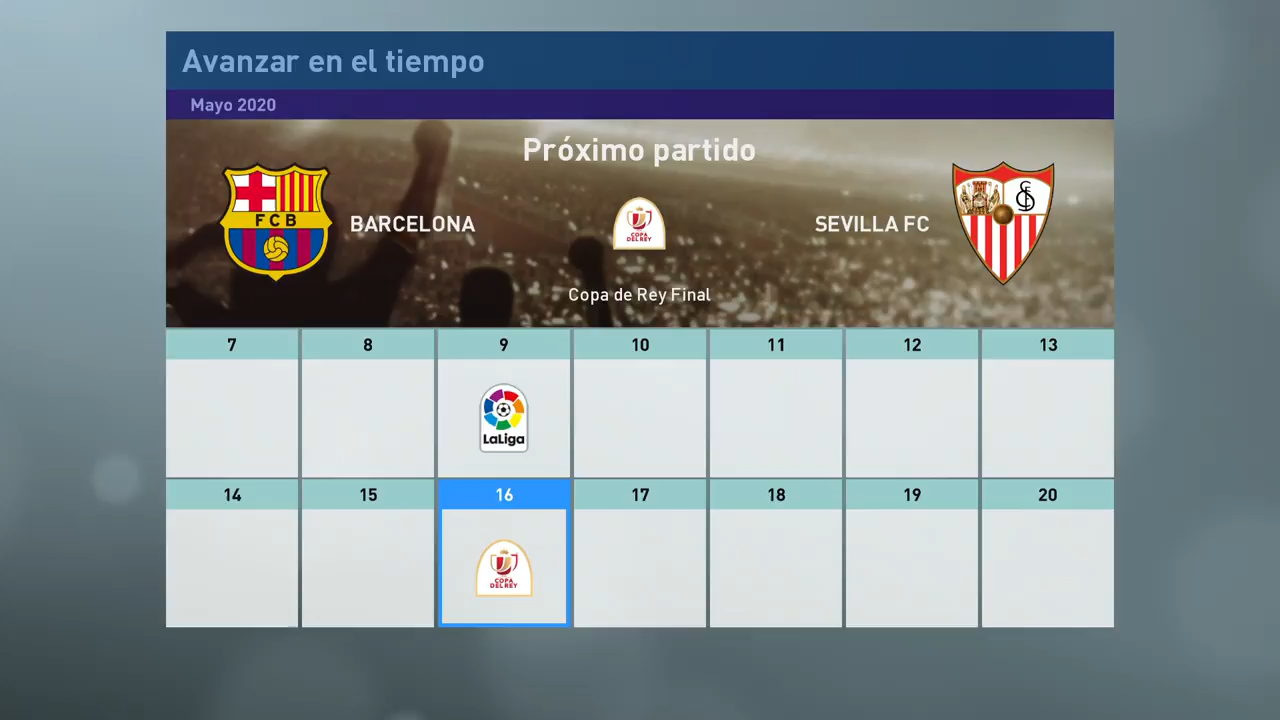 Avanzar en el tiempo
Mayo 2020
Próximo partido
FCB
BARCELONA
COPA
DEL REY
SEVILLA FC
Copa de Rey Final
7 8 9 10 11 12 13
LaLiga
14 15 16 17 18 19 20
COPA
DEL REY